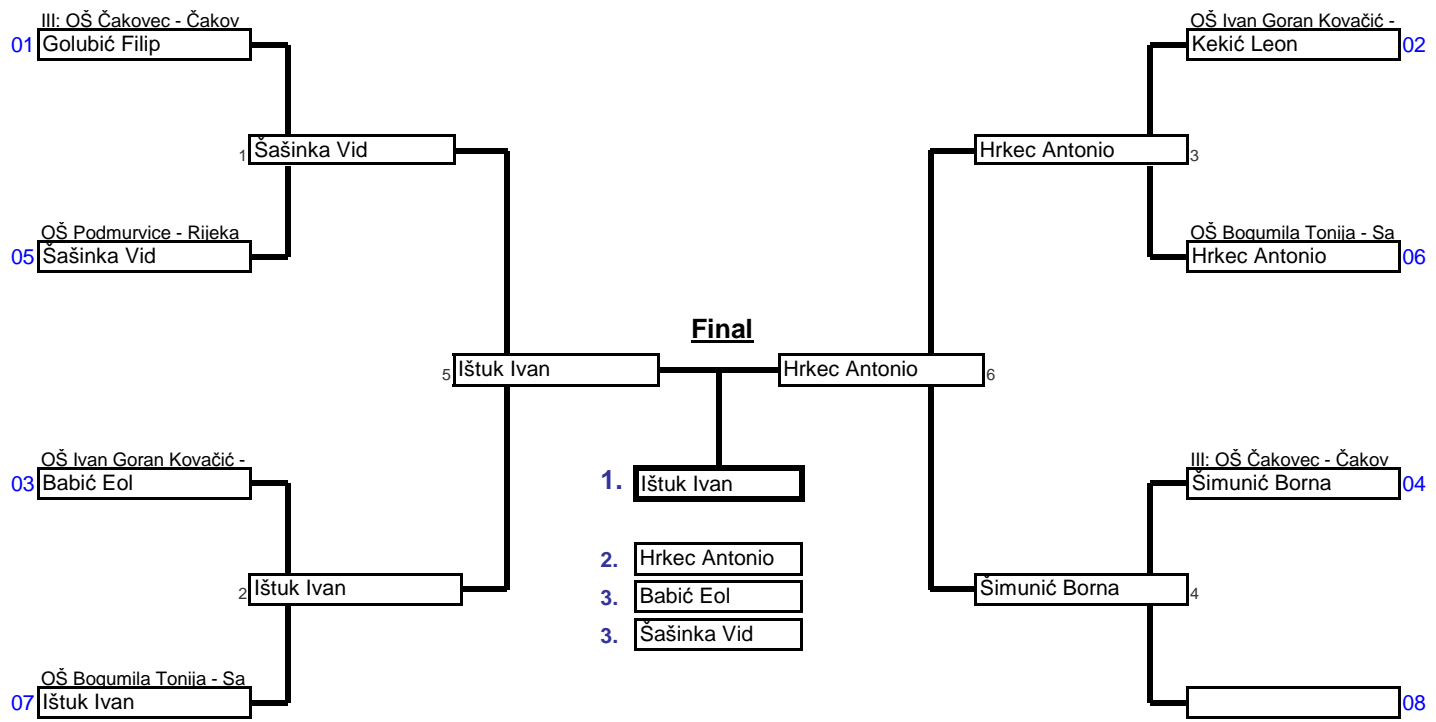 III: OŠ Čakovec - Čakov
01 Golubić Filip
OŠ Ivan Goran Kovačić -
Kekić Leon 02
1 Šašinka Vid
Hrkec Antonio 3
OŠ Podmurvice - Rijeka
05 Šašinka Vid
OŠ Bogumila Tonija - Sa
Hrkec Antonio 06
Final
5 Ištuk Ivan
Hrkec Antonio 6
OŠ Ivan Goran Kovačić -
03 Babić Eol
1. Ištuk Ivan
III: OŠ Čakovec - Čakov
Šimunić Borna 04
2. Hrkec Antonio
3. Babić Eol
3. Šašinka Vid
2 Ištuk Ivan
Šimunić Borna 4
OŠ Bogumila Tonija - Sa
07 Ištuk Ivan
08